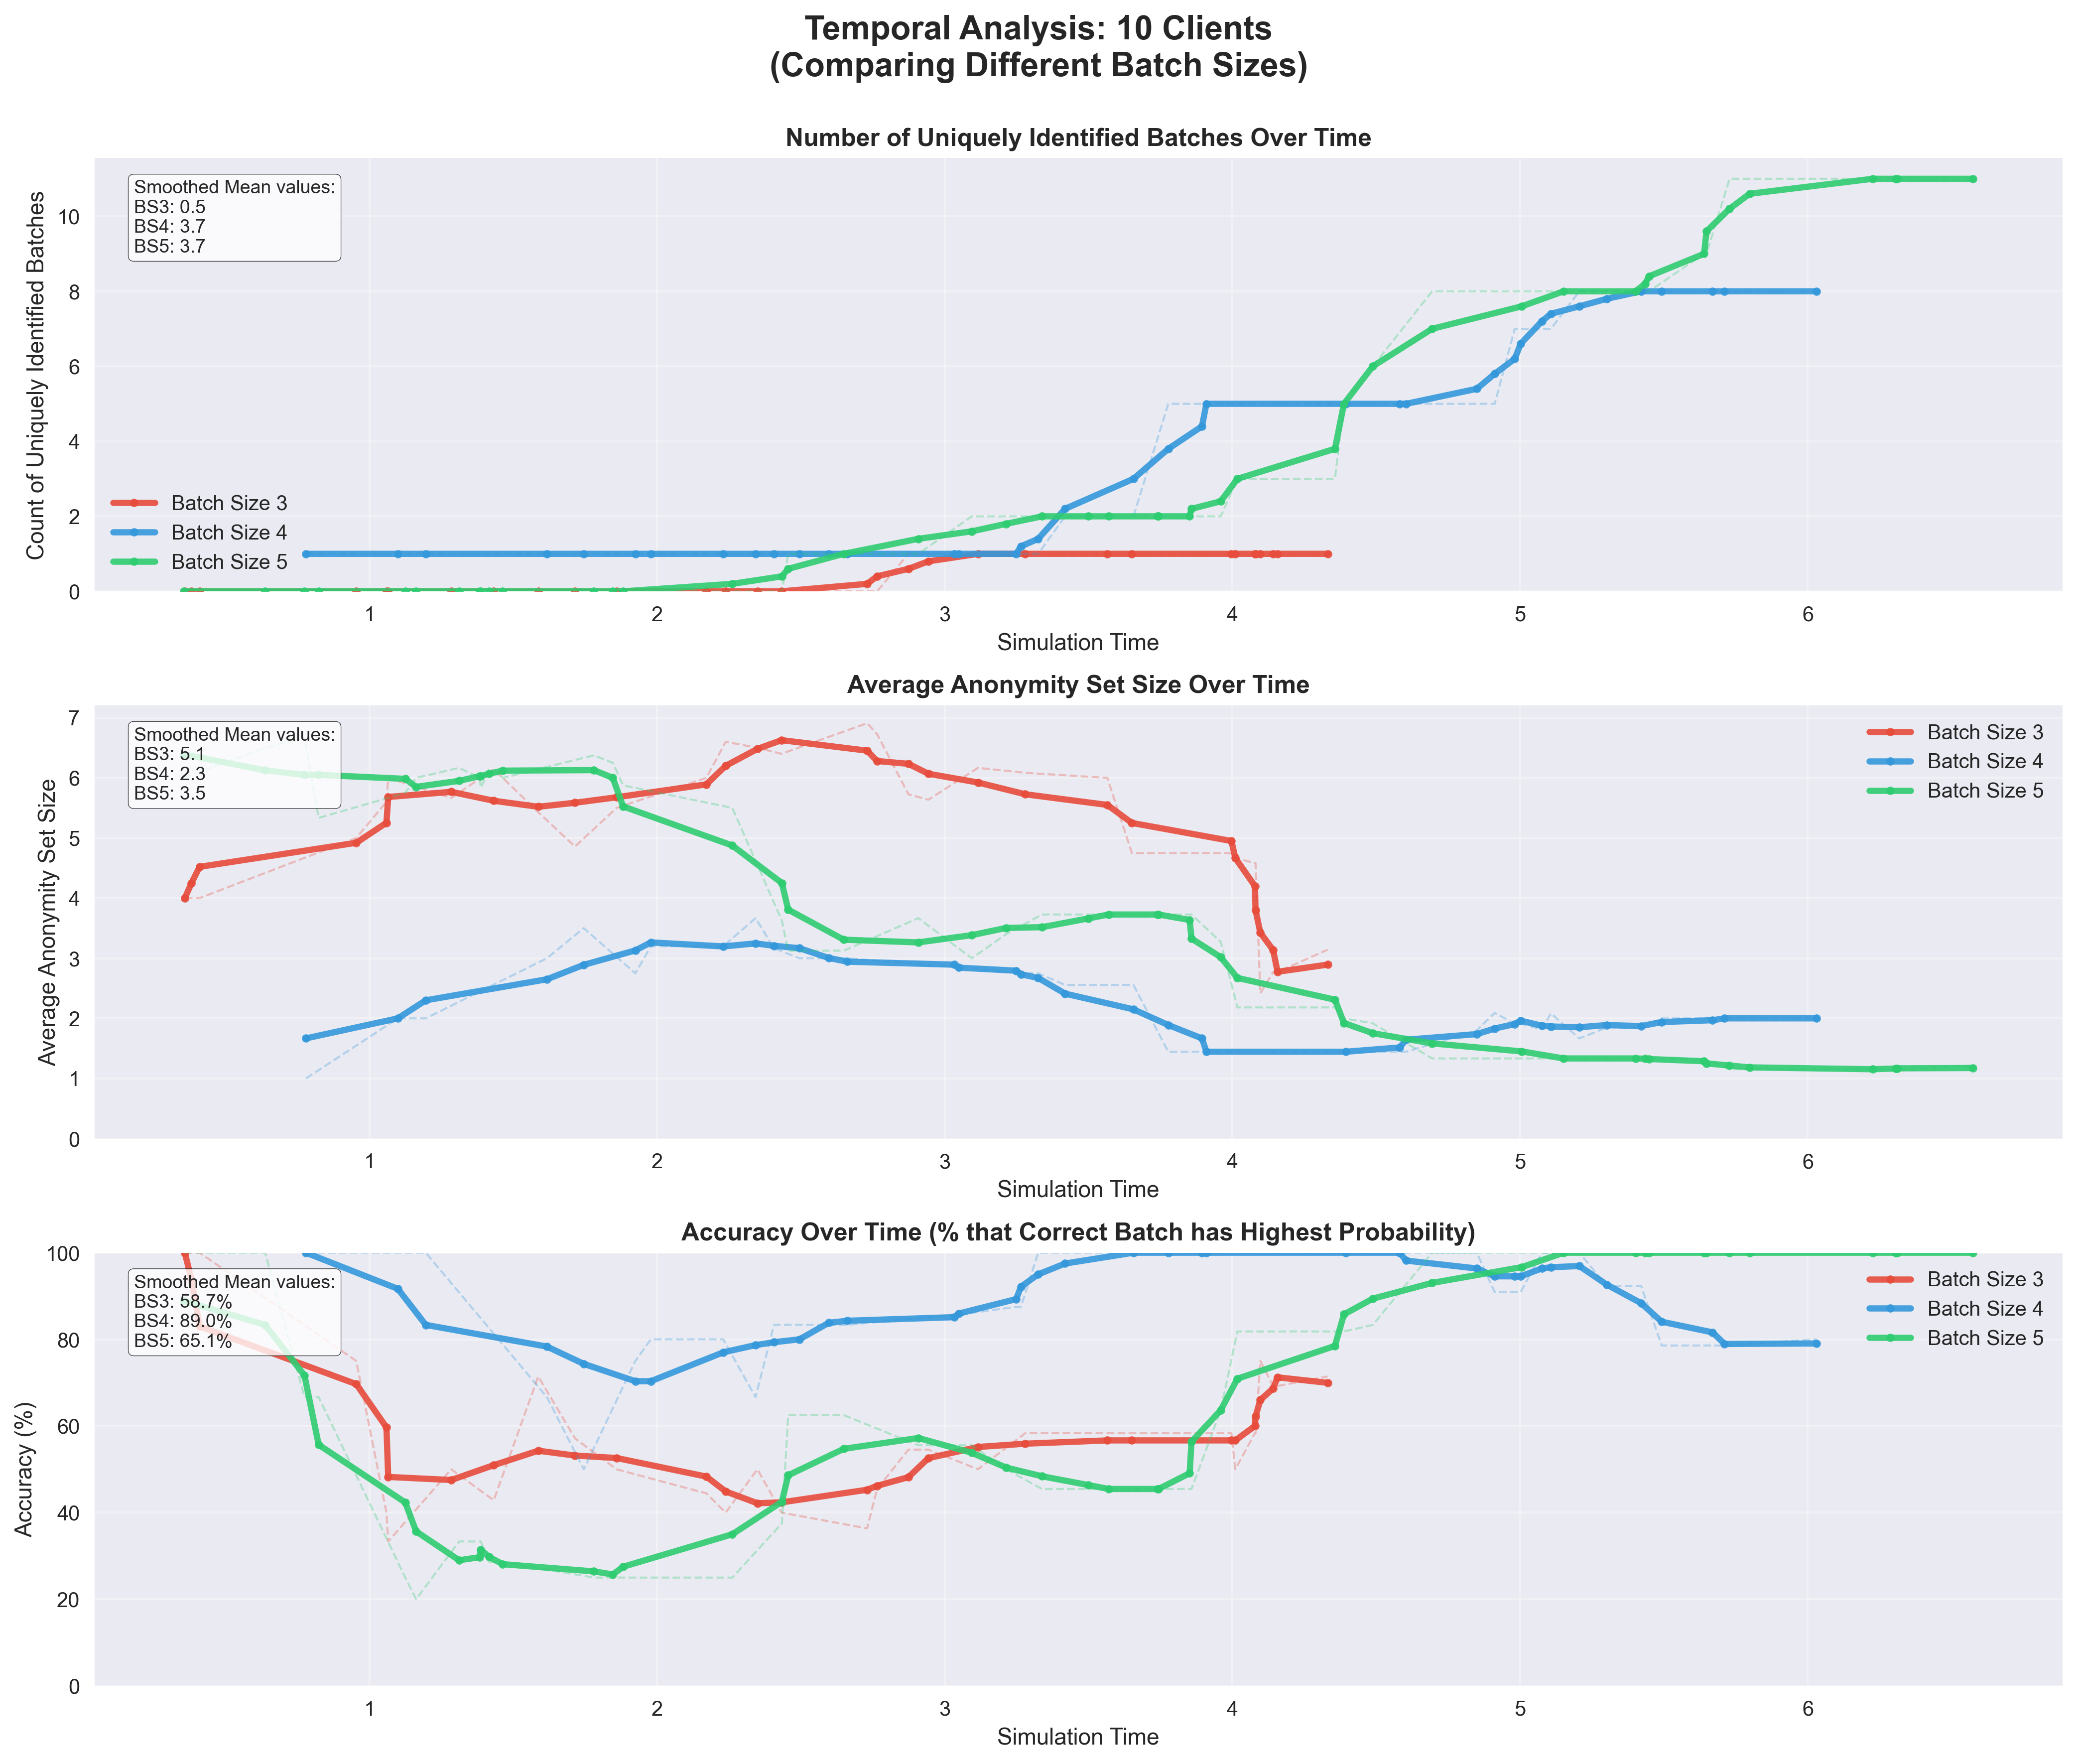 Temporal Analysis: 10 Clients
(Comparing Different Batch Sizes)
Number of Uniquely Identified Batches Over Time
Count of Uniquely Identified Batches
10
8
6
4
2
0
Smoothed Mean values:
BS3: 0.5
BS4: 3.7
BS5: 3.7
Batch Size 3
Batch Size 4
Batch Size 5
1 2 3 4 5 6
Simulation Time
Average Anonymity Set Size Over Time
Average Anonymity Set Size
7
6
5
4
3
2
1
0
Smoothed Mean values:
BS3: 5.1
BS4: 2.3
BS5: 3.5
Batch Size 3
Batch Size 4
Batch Size 5
1 2 3 4 5 6
Simulation Time
Accuracy Over Time (% that Correct Batch has Highest Probability)
Accuracy (%)
100
80
60
40
20
0
Smoothed Mean values:
BS3: 58.7%
BS4: 89.0%
BS5: 65.1%
Batch Size 3
Batch Size 4
Batch Size 5
1 2 3 4 5 6
Simulation Time